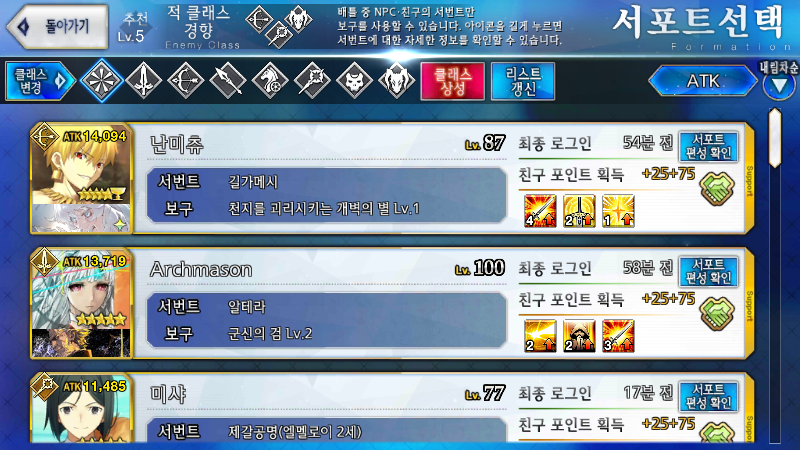 돌아가기
추천
Lv.5
적 클래스
경향
Enemy Class
배틀 중 NPC·친구의 서번트만
보구를 사용할 수 있습니다. 아이콘을 길게 누르면
서번트에 대한 자세한 정보를 확인할 수 있습니다.
서포트선택
Formation
클래스
변경
클래스
상성
리스트
갱신
ATK
내림차순
ATK 14,094
난미츄
Lv. 87
서번트 길가메시
보구 천지를 괴리시키는 개벽의 별 Lv.1
최종 로그인 54분 전
친구 포인트 획득 +25+75
4 2 1
서포트
편성 확인
Support
ATK 13,719
Archmason
Lv. 100
서번트 알테라
보구 군신의 검 Lv.2
최종 로그인 58분 전
친구 포인트 획득 +25+75
2 2 3
서포트
편성 확인
Support
ATK 11,485
미샤
Lv. 77
서번트 제갈공명(엘멜로이 2세)
최종 로그인 17분 전
친구 포인트 획득 +25+75
서포트
편성 확인
Support